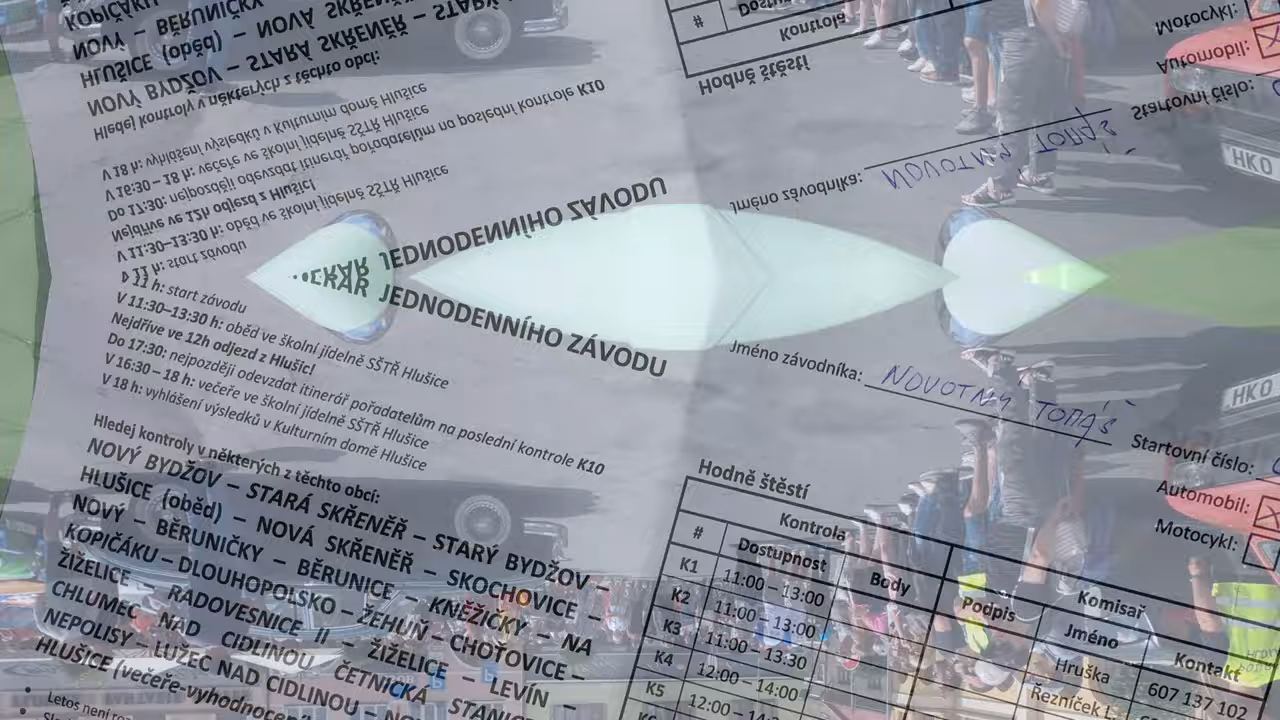 JEDNODENNÍHO ZÁVODU
V 11 h: start závodu
V 11:30–13:30 h: oběd ve školní jídelně SŠTŘ Hlušice
Nejdříve ve 12h odjezd z Hlušic!
Do 17:30: nejpozději odevzdat itinerář pořadatelům na poslední kontrole K10
V 16:30 – 18 h: večeře ve školní jídelně SŠTŘ Hlušice
V 18 h: vyhlášení výsledků v Kulturním domě Hlušice
Hledej kontroly v některých z těchto obcí:
NOVÝ BYDŽOV – STARÁ SKŘENĚŘ – STARÝ BYDŽOV –
HLUŠICE (oběd) – NOVÁ SKŘENĚŘ – SKOCHOVICE –
NOVÝ – BĚRUNIČKY – BĚRUNICE – KNĚŽIČKY – NA
KOPIČÁKU – DLOUHOPOLSKO – ŽEHUŇ – CHOŤOVICE –
ŽIŽELICE – RADOVESNICE II – ŽIŽELICE – LEVÍN –
CHLUMEC NAD CIDLINOU – ČETNICKÁ STANICE
NEPOLISY – LUŽEC NAD CIDLINOU –
HLUŠICE (večeře-vyhodnocení)
Letos není
Jméno závodníka: NOVOTNÝ TOMÁŠ
Startovní číslo:
Automobil: X
Motocykl:
Hodně štěstí
# Kontrola Komisař
Dostupnost Body Podpis Jméno Kontakt
K1 11:00 – 13:00 Hruška 607 137 102
K2 11:00 – 13:00 Řezníček L.
K3 11:00 – 13:30
K4 12:00 – 14:00
K5 12:00 –
HKO